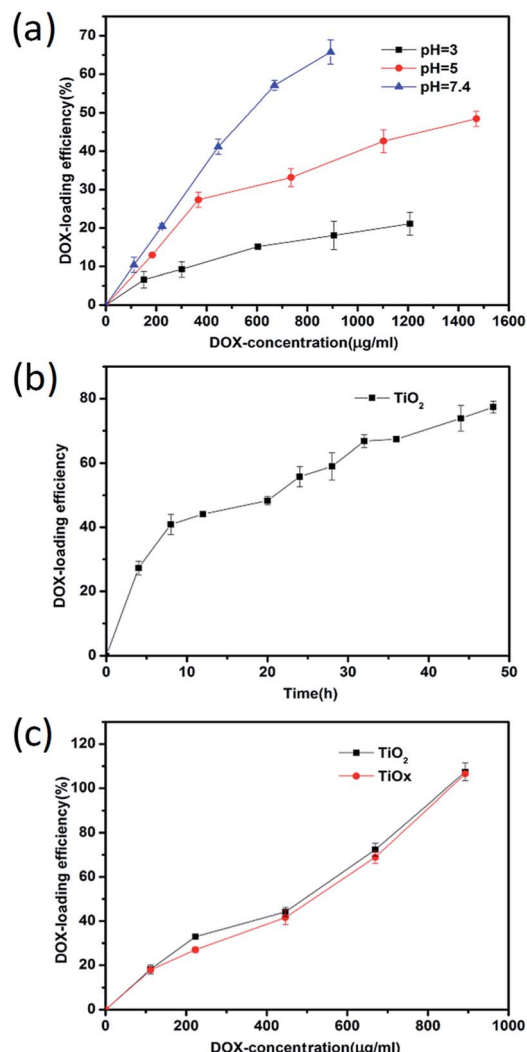 (a)
70
60
50
40
30
20
10
0
DOX-loading efficiency(%)
pH=3
pH=5
pH=7.4
0 200 400 600 800 1000 1200 1400 1600
DOX-concentration(μg/ml)
(b)
80
60
40
20
0
DOX-loading efficiency
TiO₂
0 10 20 30 40 50
Time(h)
(c)
120
100
80
60
40
20
0
DOX-loading efficiency(%)
TiO₂
TiOx
0 200 400 600 800 1000
DOX-concentration(μg/ml)